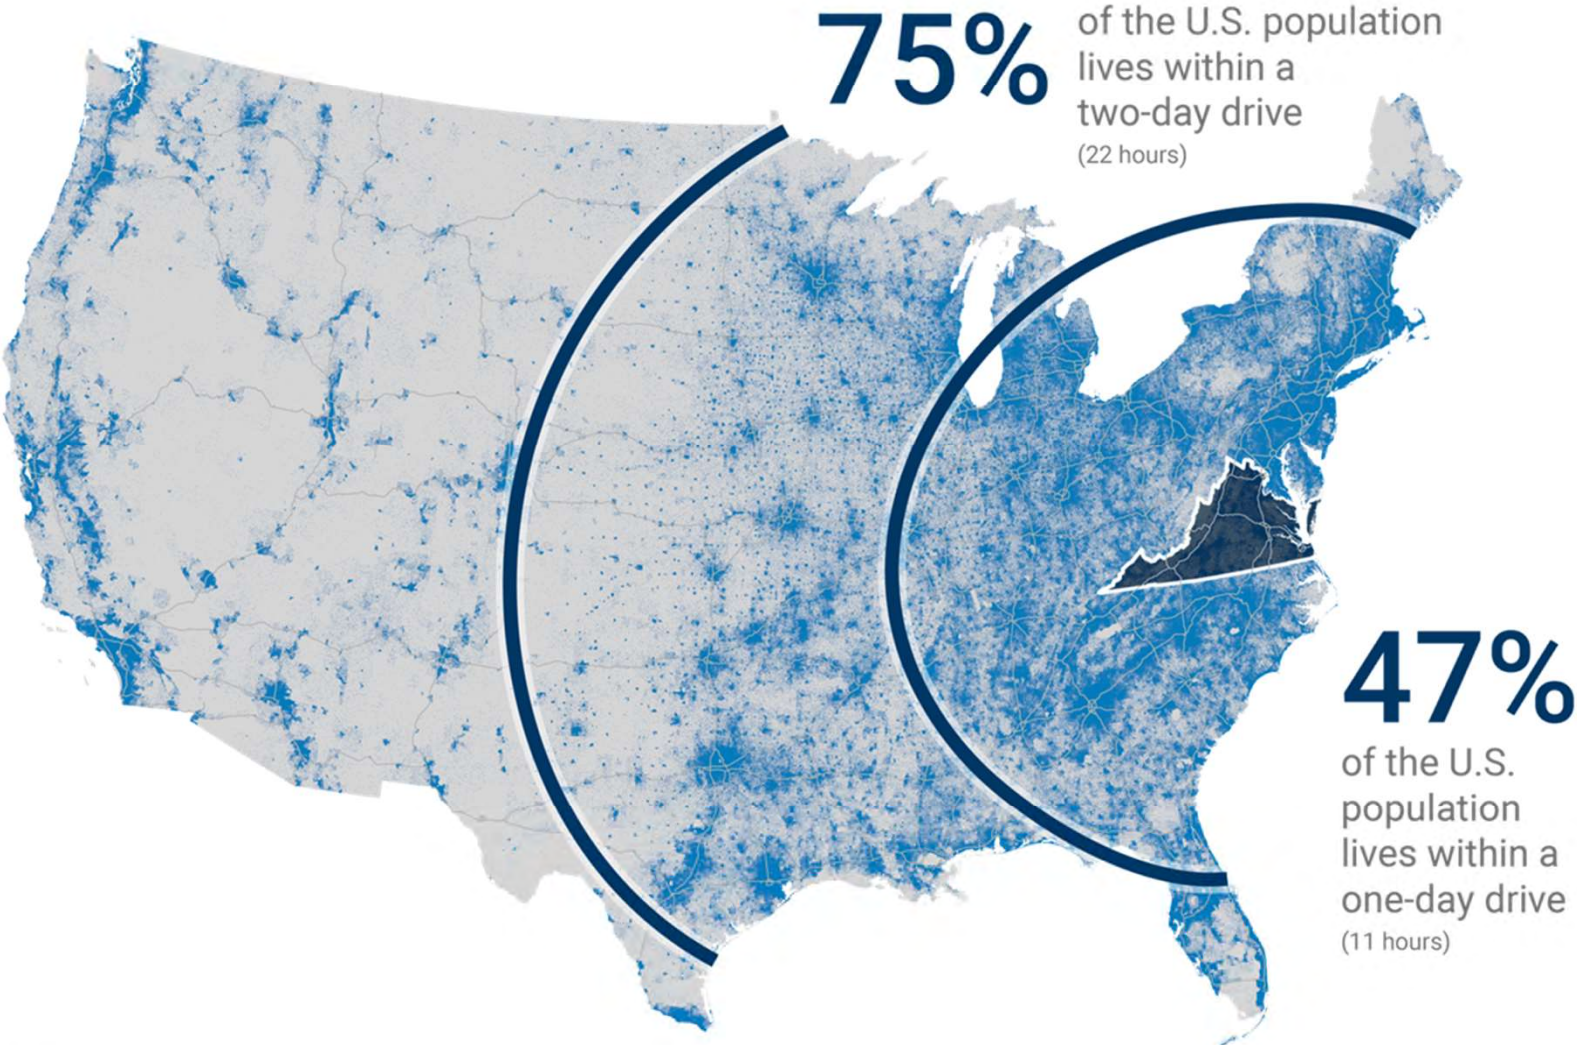 75%
of the U.S. population
lives within a
two-day drive
(22 hours)
47%
of the U.S.
population
lives within a
one-day drive
(11 hours)